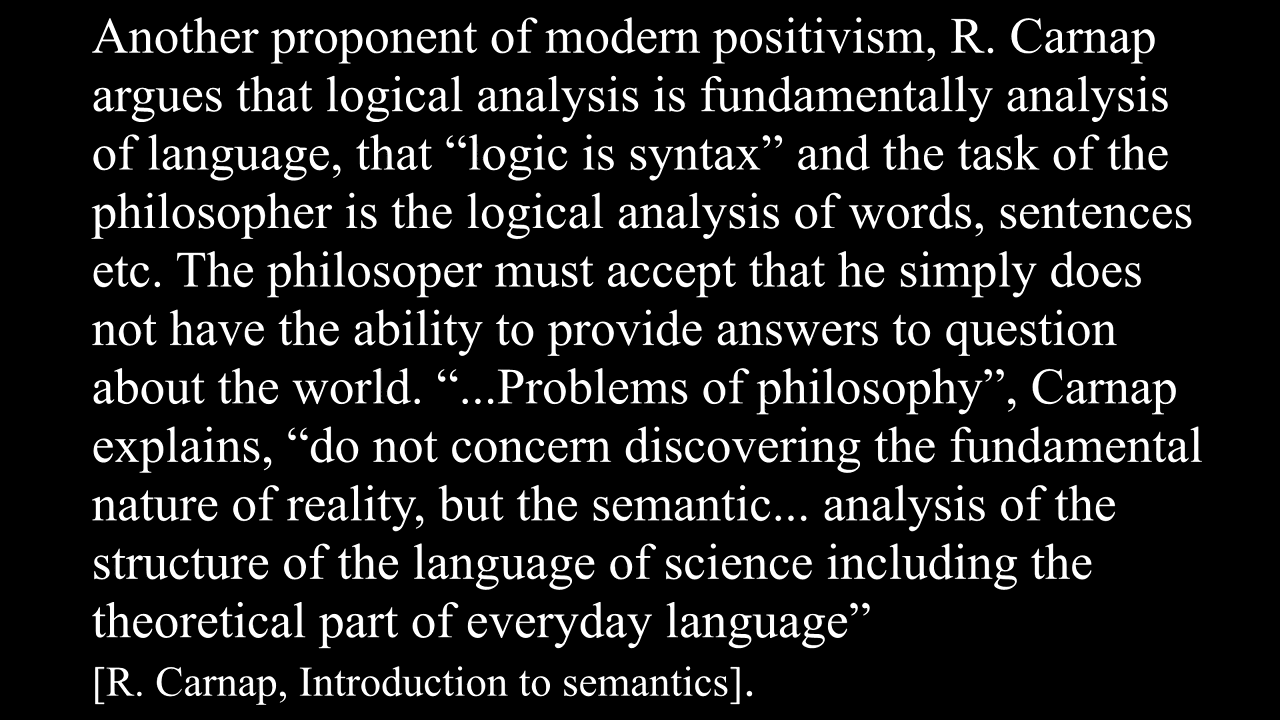 Another proponent of modern positivism, R. Carnap
argues that logical analysis is fundamentally analysis
of language, that “logic is syntax” and the task of the
philosopher is the logical analysis of words, sentences
etc. The philosoper must accept that he simply does
not have the ability to provide answers to question
about the world. “...Problems of philosophy”, Carnap
explains, “do not concern discovering the fundamental
nature of reality, but the semantic... analysis of the
structure of the language of science including the
theoretical part of everyday language”
[R. Carnap, Introduction to semantics].